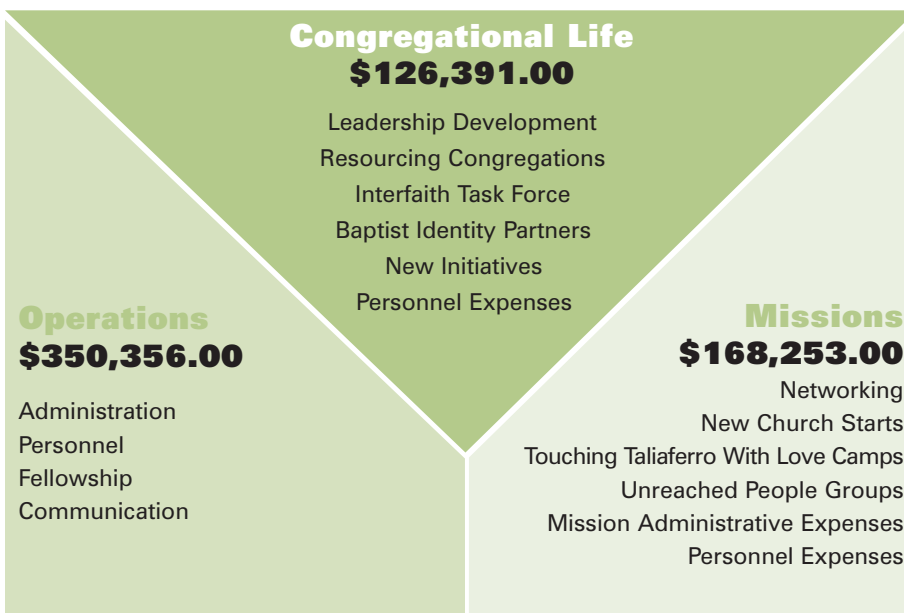 Congregational Life
$126,391.00
Leadership Development
Resourcing Congregations
Interfaith Task Force
Baptist Identity Partners
New Initiatives
Personnel Expenses
Operations
$350,356.00
Administration
Personnel
Fellowship
Communication
Missions
$168,253.00
Networking
New Church Starts
Touching Taliaferro With Love Camps
Unreached People Groups
Mission Administrative Expenses
Personnel Expenses